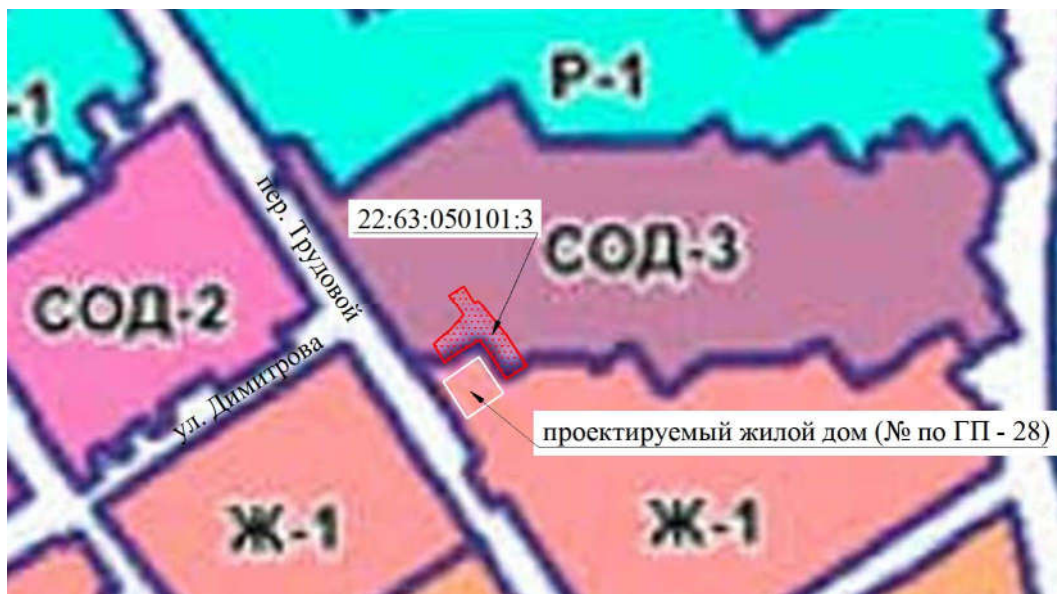 Р-1
-1
пер. Трудовой
22:63:050101:3
СОД-3
СОД-2
ул. Димитрова
проектируемый жилой дом (№ по ГП - 28)
Ж-1
Ж-1